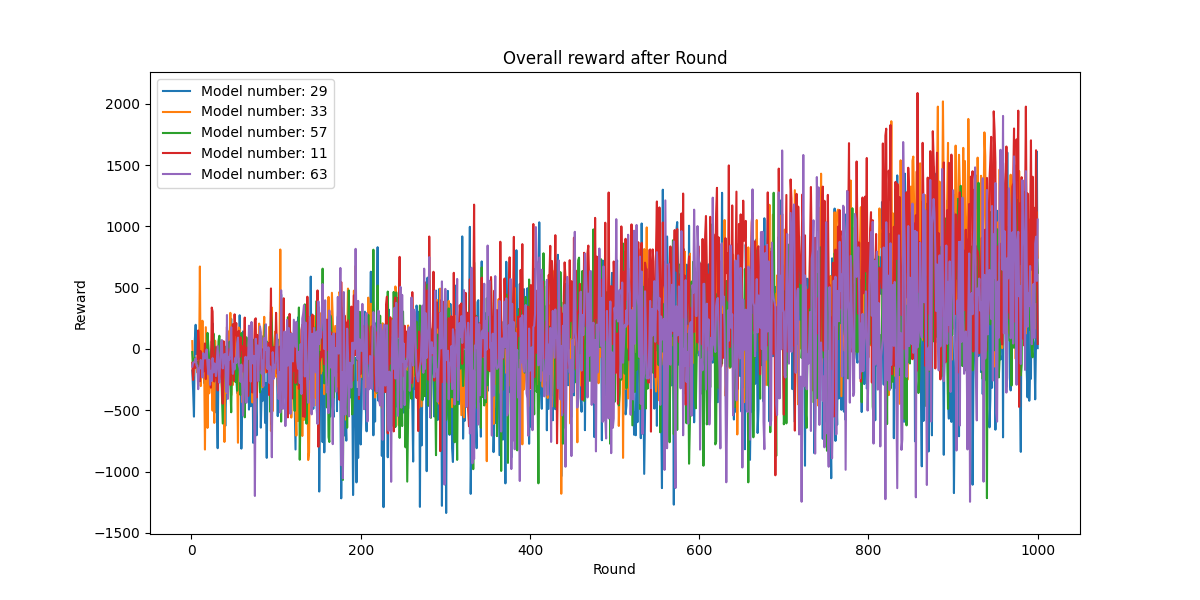 Overall reward after Round
Model number: 29
Model number: 33
Model number: 57
Model number: 11
Model number: 63
2000
1500
1000
500
0
−500
−1000
−1500
Reward
0 200 400 600 800 1000
Round